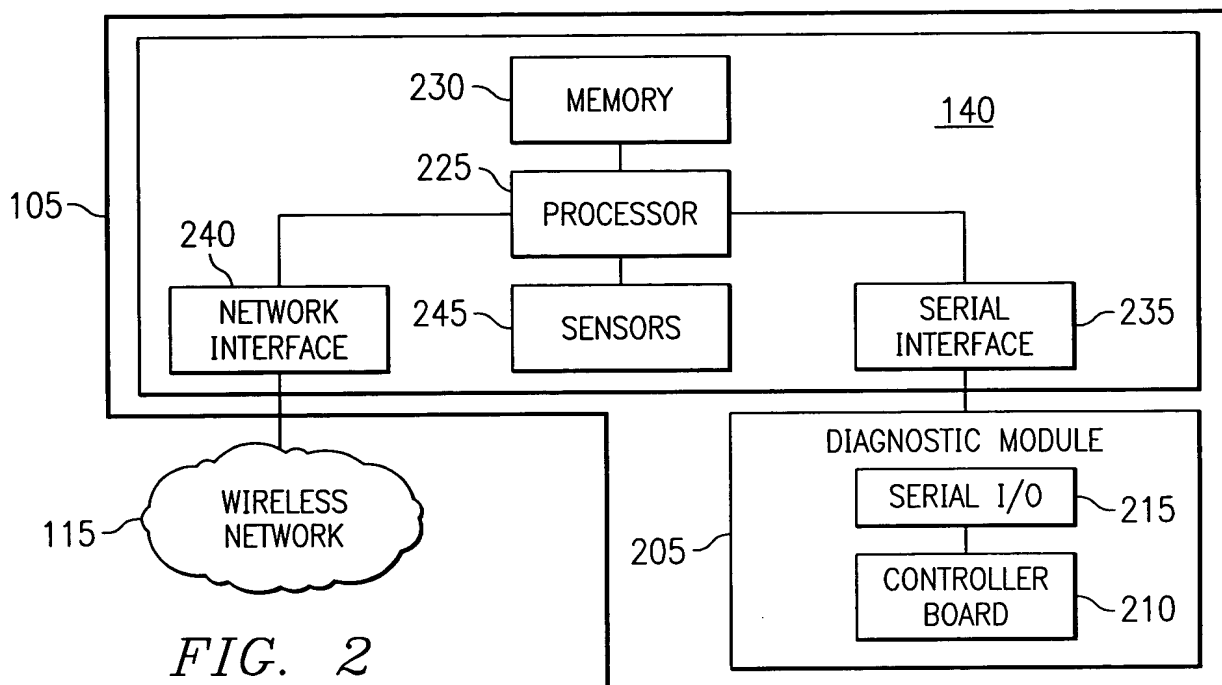 230
MEMORY
140
225
PROCESSOR
105
240
NETWORK
INTERFACE
245
SENSORS
SERIAL
INTERFACE
235
DIAGNOSTIC MODULE
SERIAL I/O
215
WIRELESS
NETWORK
115
205
CONTROLLER
BOARD
210
FIG. 2